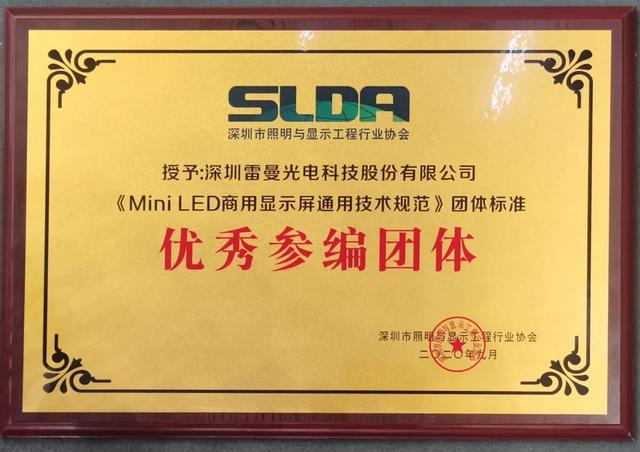 SLDA
深圳市照明与显示工程行业协会
授予:深圳雷曼光电科技股份有限公司
《Mini LED商用显示屏通用技术规范》团体标准
优秀参编团体
深圳市照明与显示工程行业协会
二〇二〇年九月